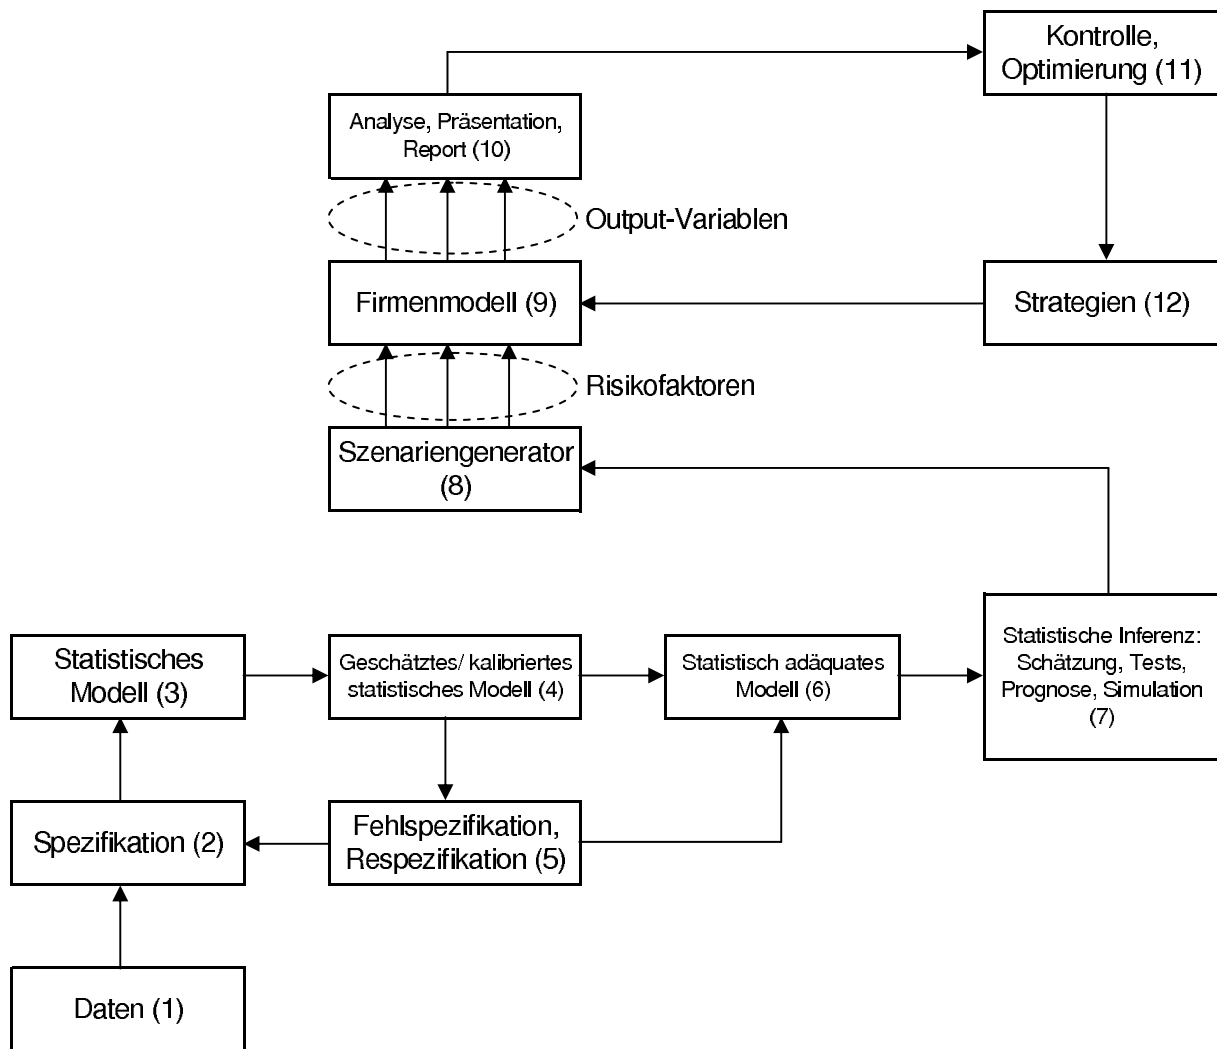 Kontrolle,
Optimierung (11)
Analyse, Präsentation,
Report (10)
Output-Variablen
Firmenmodell (9)
Strategien (12)
Risikofaktoren
Szenariengenerator
(8)
Statistisches
Modell (3)
Geschätztes/ kalibriertes
statistisches Modell (4)
Statistisch adäquates
Modell (6)
Statistische Inferenz:
Schätzung, Tests,
Prognose, Simulation
(7)
Spezifikation (2)
Fehlspezifikation,
Respezifikation (5)
Daten (1)